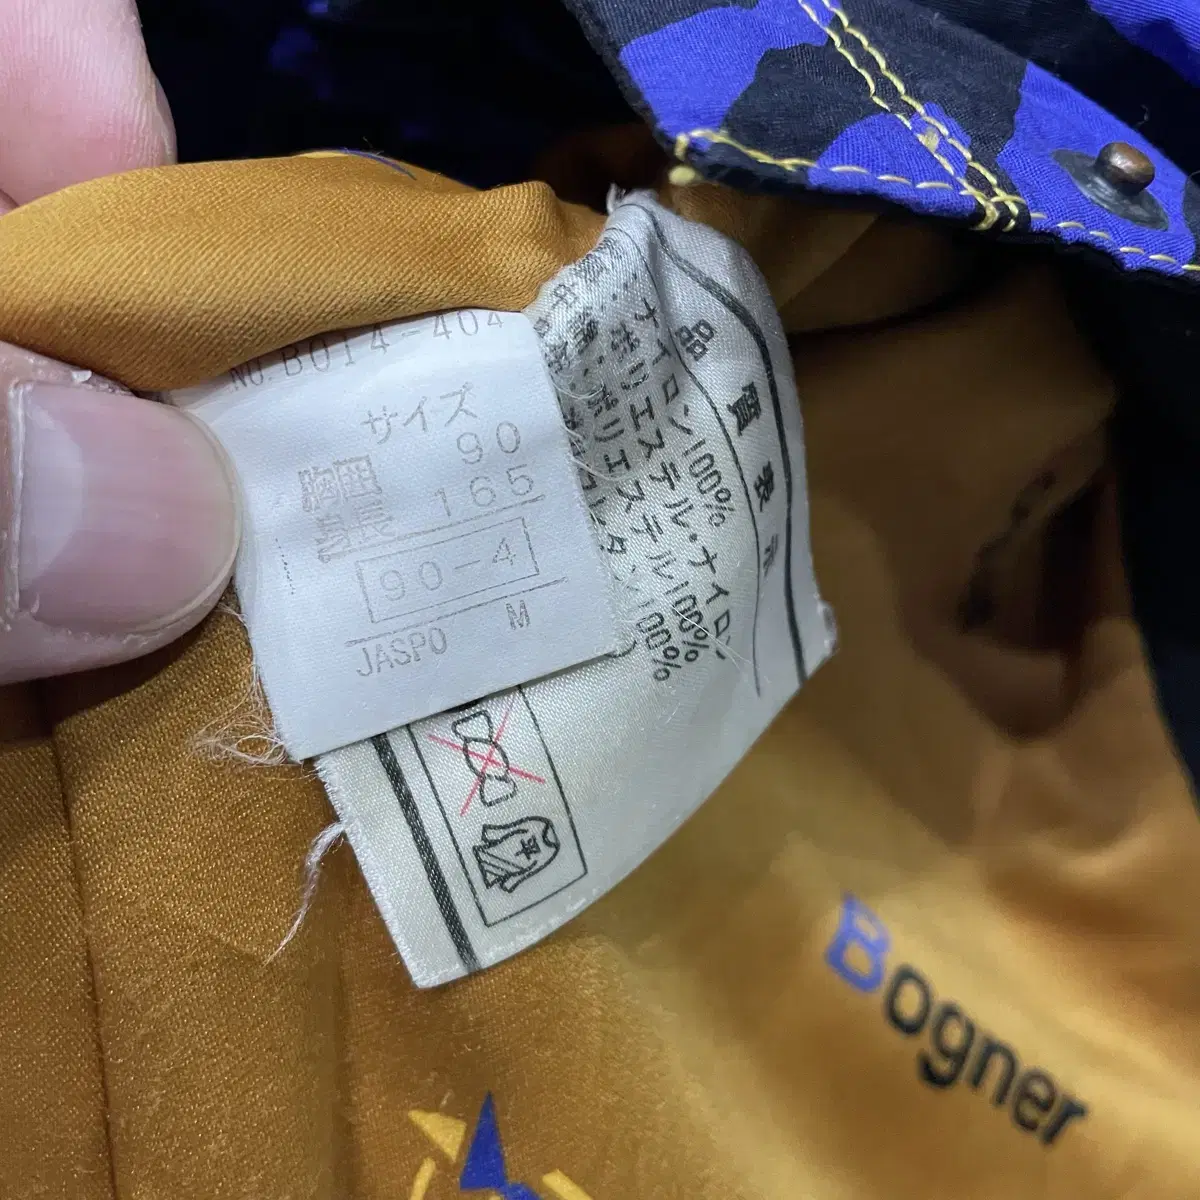 NO. B014-404
サイズ
胸囲 90
身長 165
90-4
M
JASPO
品質表示
ナイロン100%
ポリエステル・ナイロン
ポリエステル100%
100%
Bogner